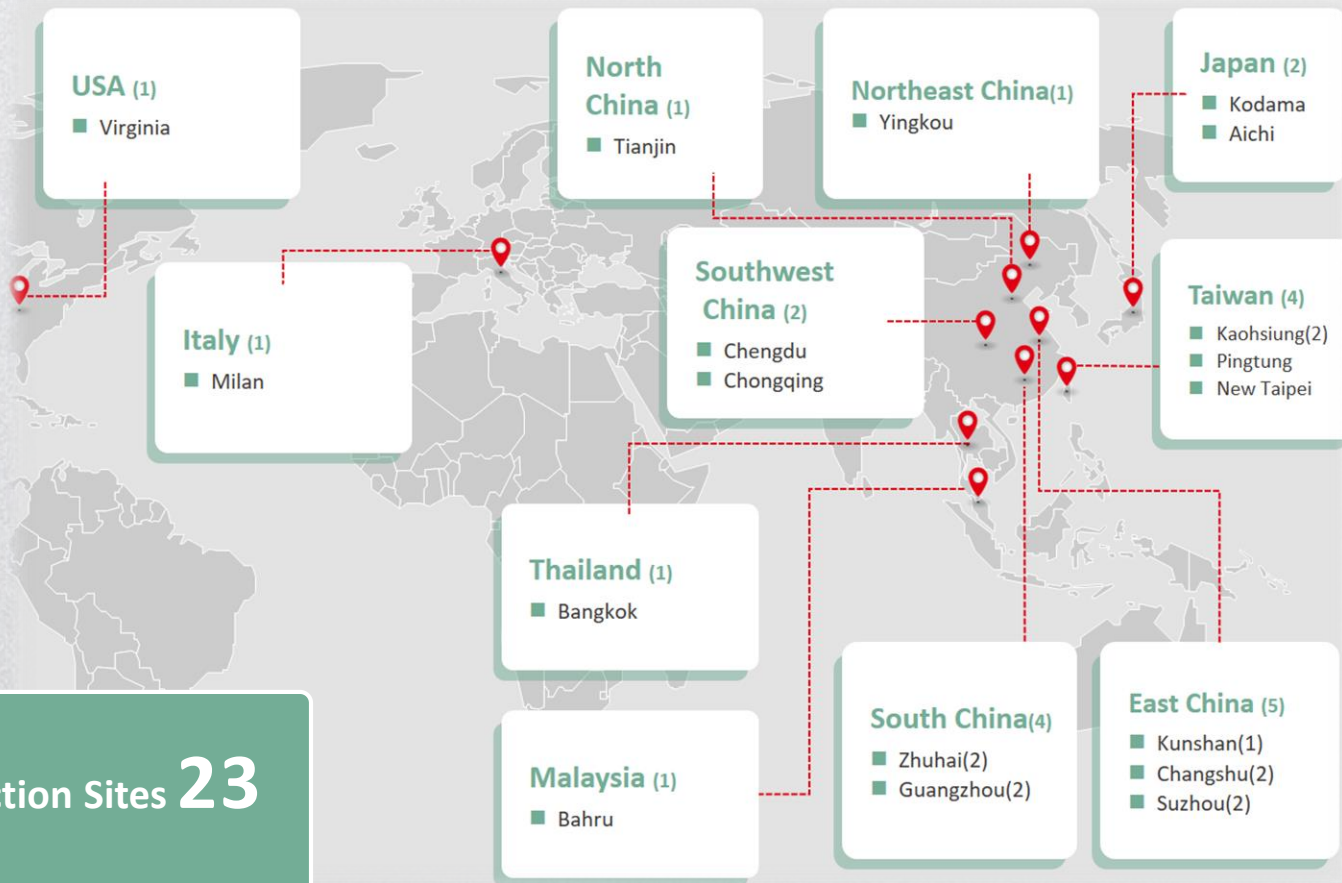 USA (1)
Virginia
North
China (1)
Tianjin
Northeast China(1)
Yingkou
Japan (2)
Kodama
Aichi
Italy (1)
Milan
Southwest
China (2)
Chengdu
Chongqing
Taiwan (4)
Kaohsiung(2)
Pingtung
New Taipei
Thailand (1)
Bangkok
Malaysia (1)
Bahru
South China(4)
Zhuhai(2)
Guangzhou(2)
East China (5)
Kunshan(1)
Changshu(2)
Suzhou(2)
ction Sites 23